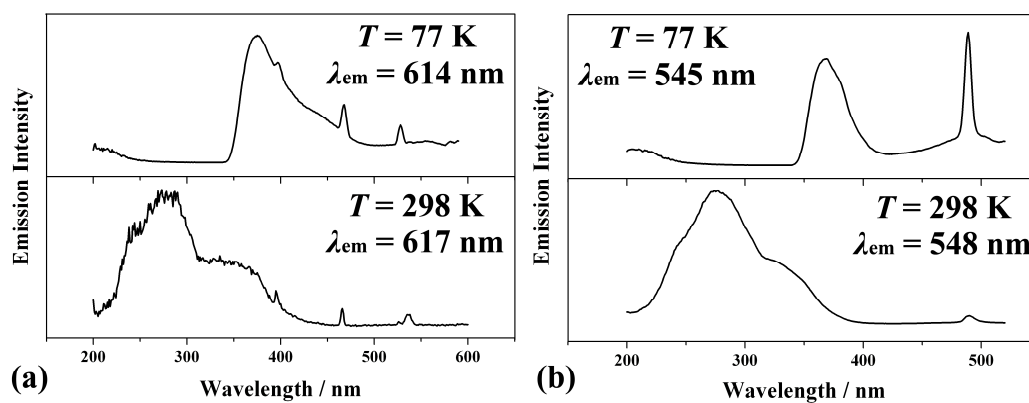 T = 77 K
λem = 614 nm
T = 298 K
λem = 617 nm
Emission Intensity
200 300 400 500 600
Wavelength / nm
(a)
T = 77 K
λem = 545 nm
T = 298 K
λem = 548 nm
Emission Intensity
200 300 400 500
Wavelength / nm
(b)